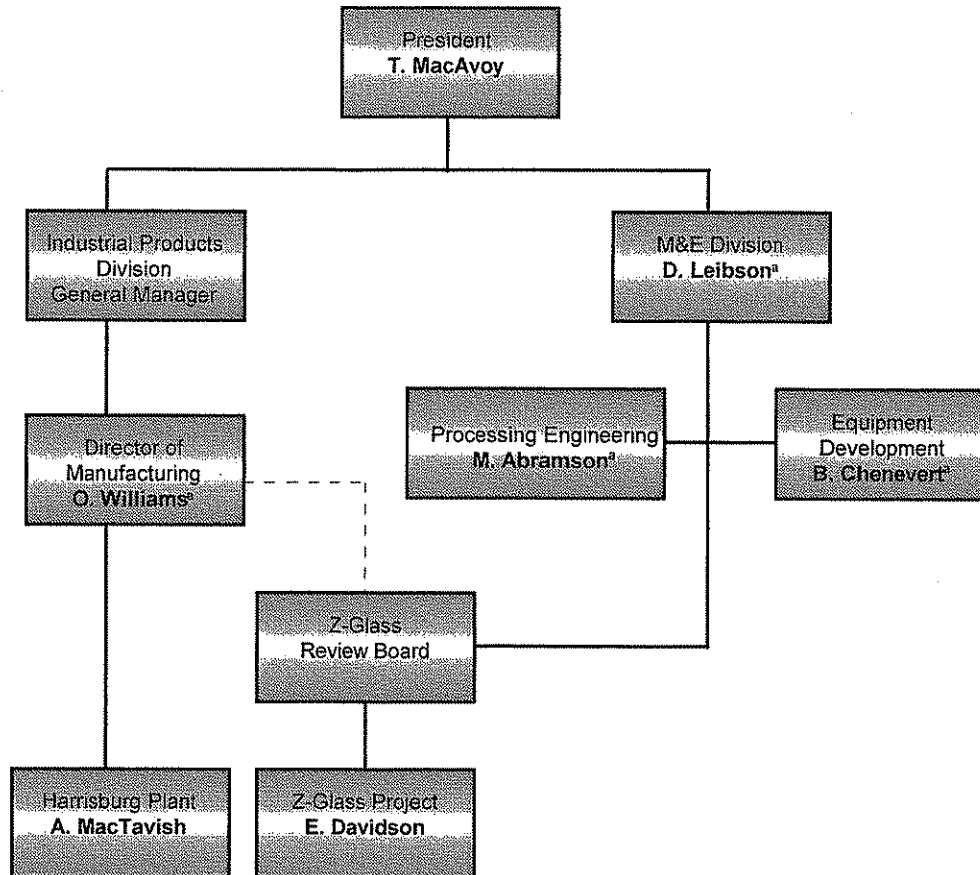 President
T. MacAvoy
Industrial Products
Division
General Manager
M&E Division
D. Leibsonᵃ
Director of
Manufacturing
O. Williamsᵃ
Processing Engineering
M. Abramsonᵃ
Equipment
Development
B. Chenevertᵃ
Z-Glass
Review Board
Harrisburg Plant
A. MacTavish
Z-Glass Project
E. Davidson